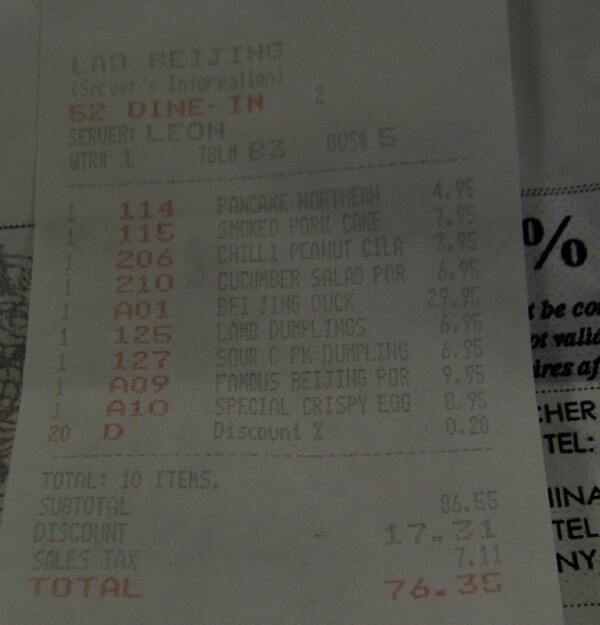 LAO BEIJING
(Server's Information)
52 DINE-IN 2
SERVER: LEON
WTR# 1 TBL# B3 GUS# 5
1 114 PANCAKE NORTHERN 4.95
1 115 SMOKED PORK CAKE 7.95
1 206 CHILLI PEANUT CILA 3.95
1 210 CUCUMBER SALAD POR 6.95
1 A01 BEI JING DUCK 29.95
1 125 LAMB DUMPLINGS 6.95
1 127 SOUR C PK DUMPLING 6.95
1 A09 FAMOUS BEIJING POR 9.95
1 A10 SPECIAL CRISPY EGG 8.95
20 D Discount % 0.20
TOTAL: 10 ITEMS.
SUBTOTAL 86.55
DISCOUNT - 17.31
SALES TAX 7.11
TOTAL 76.35
%
t be co
ot valid
ires af
CHER
TEL:
INA
TEL
NY